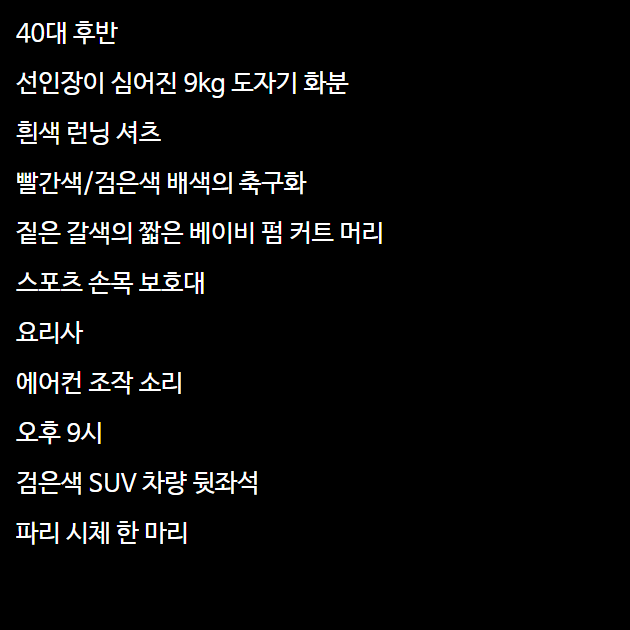 40대 후반
선인장이 심어진 9kg 도자기 화분
흰색 런닝 셔츠
빨간색/검은색 배색의 축구화
짙은 갈색의 짧은 베이비 펌 커트 머리
스포츠 손목 보호대
요리사
에어컨 조작 소리
오후 9시
검은색 SUV 차량 뒷좌석
파리 시체 한 마리